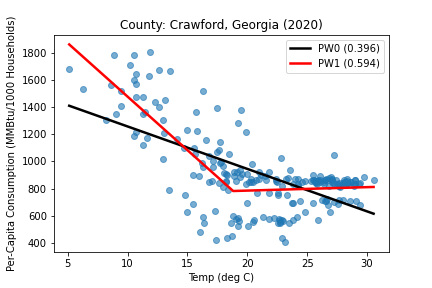 County: Crawford, Georgia (2020)
PW0 (0.396)
PW1 (0.594)
Per-Capita Consumption (MMBtu/1000 Households)
1800
1600
1400
1200
1000
800
600
400
5 10 15 20 25 30
Temp (deg C)